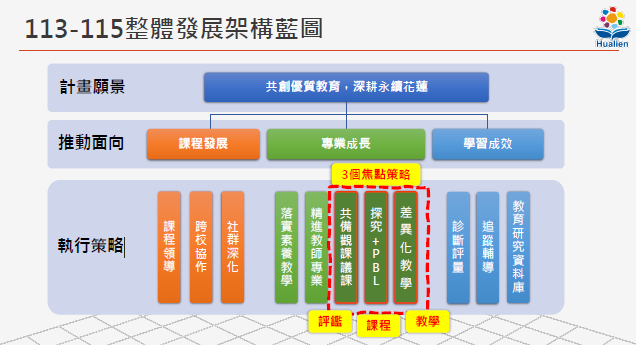 113-115整體發展架構藍圖
Hualien
計畫願景
共創優質教育，深耕永續花蓮
推動面向
課程發展
專業成長
學習成效
3個焦點策略
執行策略
課程領導
跨校協作
社群深化
落實素養教學
精進教師專業
共備觀課議課
探究+PBL
差異化教學
診斷評量
追蹤輔導
教育研究資料庫
評鑑
課程
教學